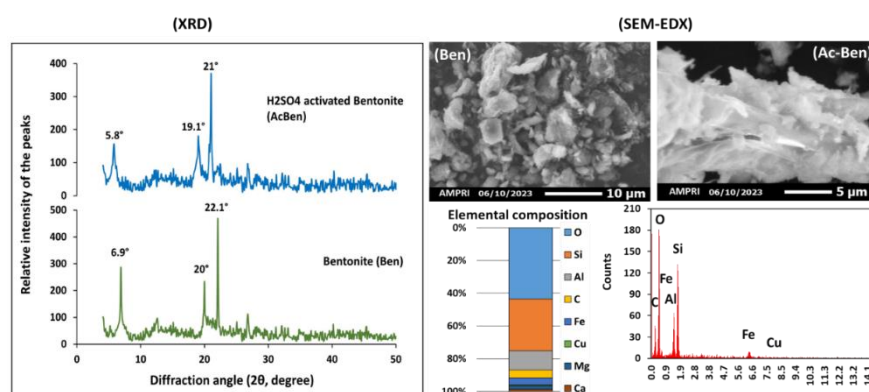 (XRD)
(SEM-EDX)
Relative intensity of the peaks
400
300
200
100
0
5.8°
19.1°
21°
H2SO4 activated Bentonite
(AcBen)
500
400
300
200
100
0
6.9°
20°
22.1°
Bentonite (Ben)
0 10 20 30 40 50
Diffraction angle (2θ, degree)
(Ben)
AMPRI 06/10/2023 10 μm
(Ac-Ben)
AMPRI 06/10/2023 5 μm
Elemental composition
0%
20%
40%
60%
80%
100%
O
Si
Al
C
Fe
Cu
Mg
Ca
Counts
210
180
150
120
90
60
30
0
O
Si
Fe
C
Al
Fe
Cu
0.0 0.9 1.9 2.8 3.8 4.7 5.6 6.6 7.5 8.5 9.4 10.3 11.3 12.2 13.2 14.1